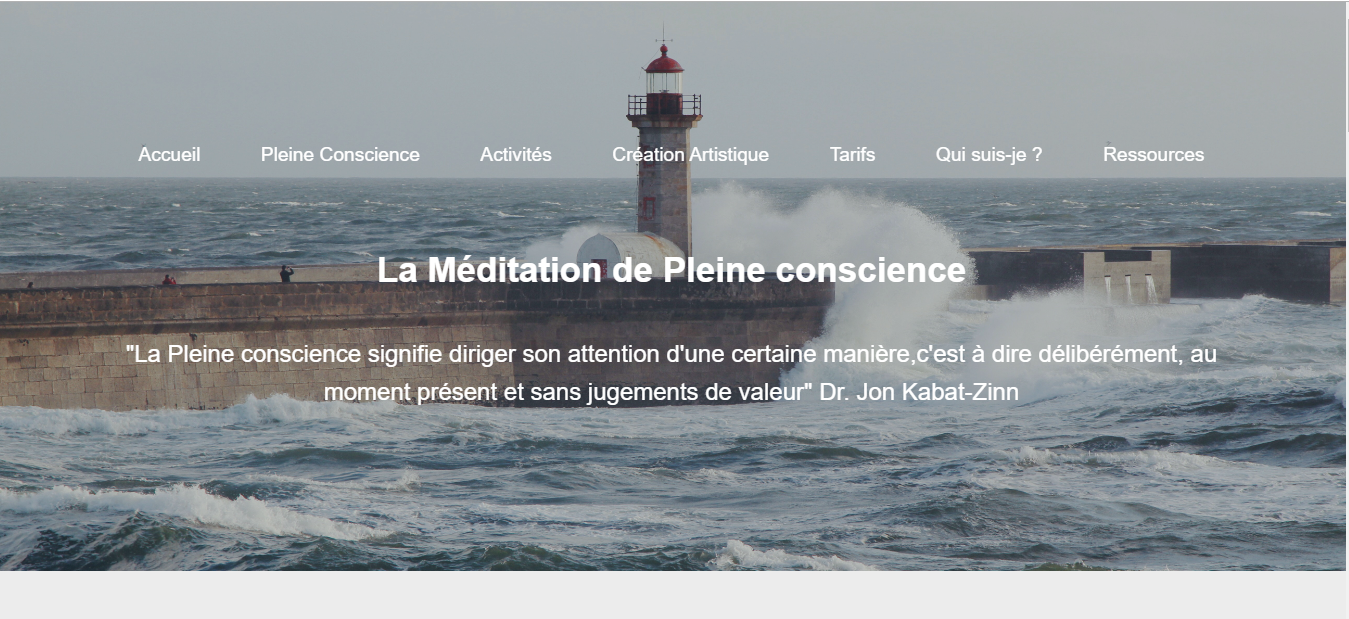 Accueil Pleine Conscience Activités Création Artistique Tarifs Qui suis-je ? Ressources
La Méditation de Pleine conscience
"La Pleine conscience signifie diriger son attention d'une certaine manière,c'est à dire délibérément, au
moment présent et sans jugements de valeur" Dr. Jon Kabat-Zinn